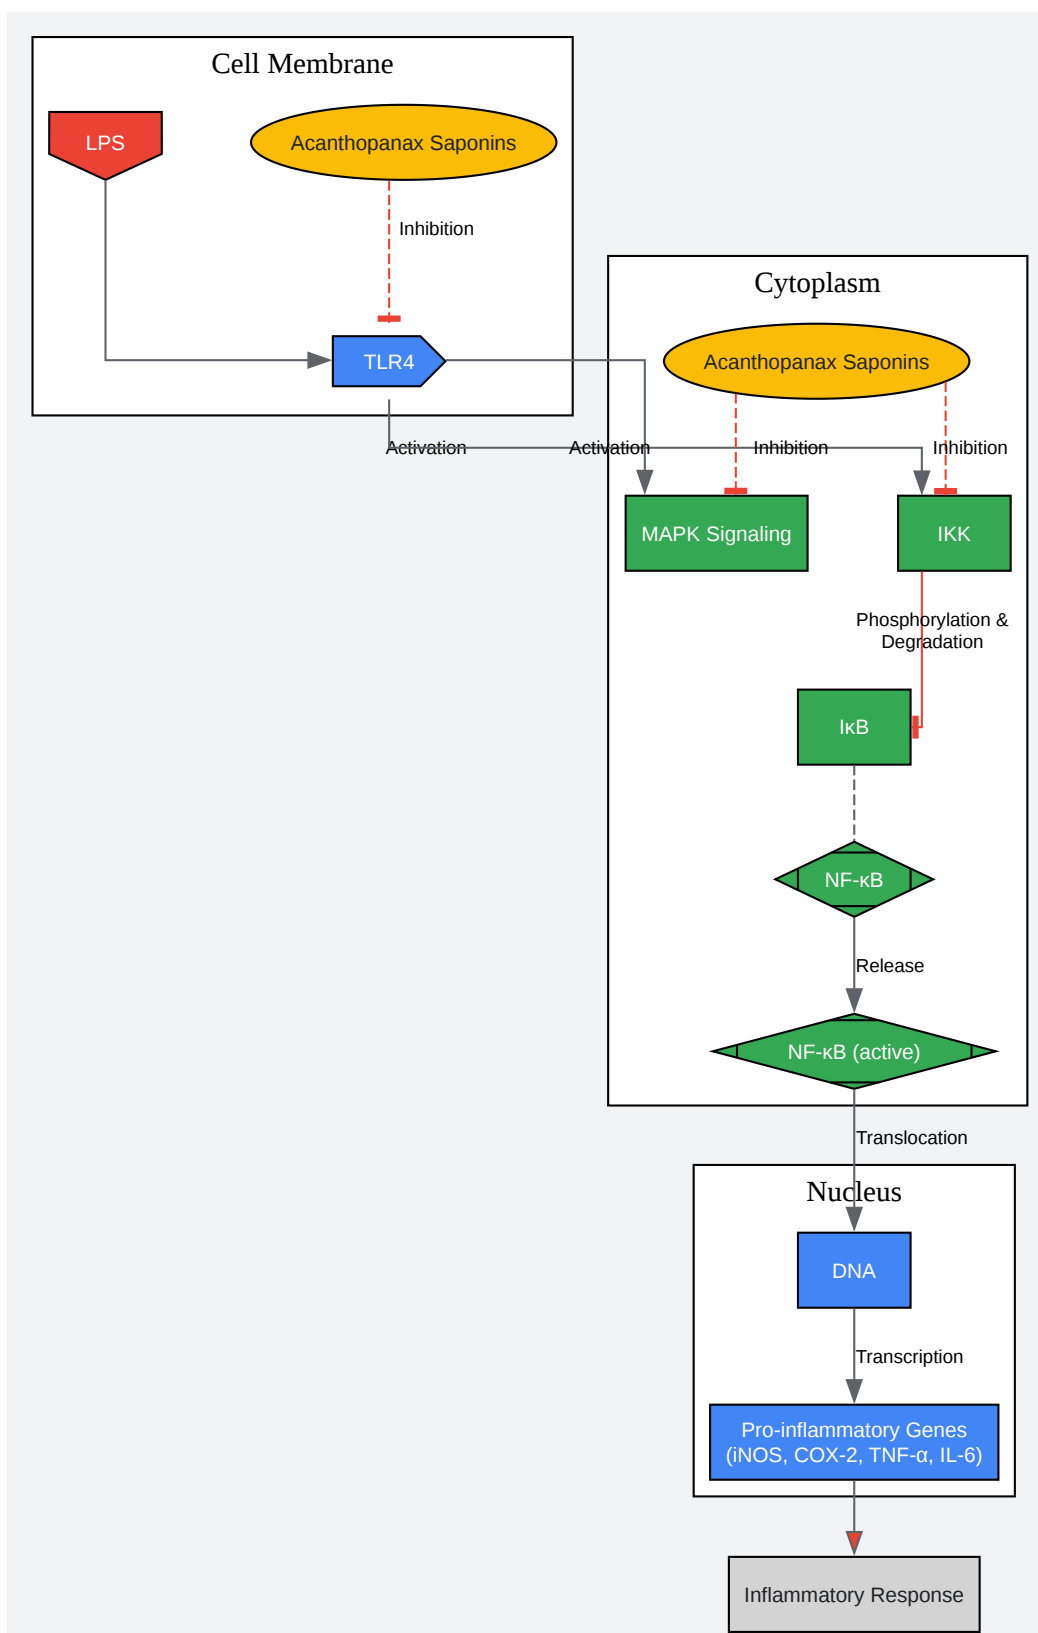 Cell Membrane
LPS
Acanthopanax Saponins
Inhibition
TLR4
Cytoplasm
Acanthopanax Saponins
Activation
Activation
Inhibition
Inhibition
MAPK Signaling
IKK
Phosphorylation &
Degradation
IκB
NF-κB
Release
NF-κB (active)
Translocation
Nucleus
DNA
Transcription
Pro-inflammatory Genes
(iNOS, COX-2, TNF-α, IL-6)
Inflammatory Response